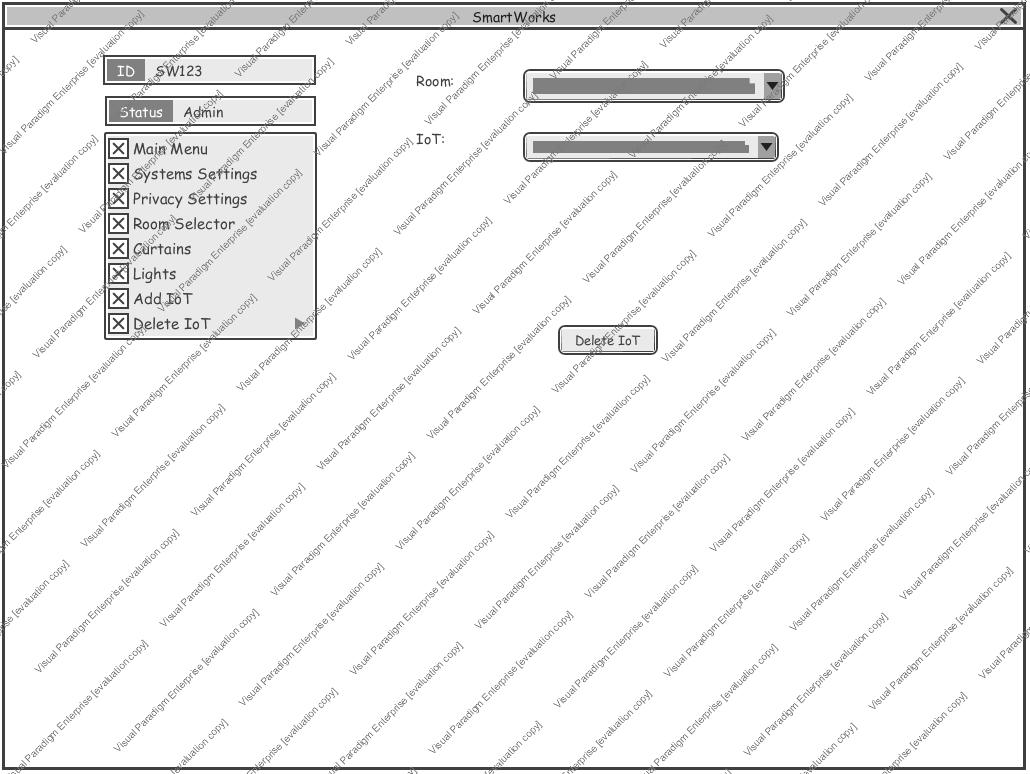 SmartWorks
ID SW123
Status Admin
Main Menu
Systems Settings
Privacy Settings
Room Selector
Curtains
Lights
Add IoT
Delete IoT
Room:
IoT:
Delete IoT
Visual Paradigm Enterprise [evaluation copy]